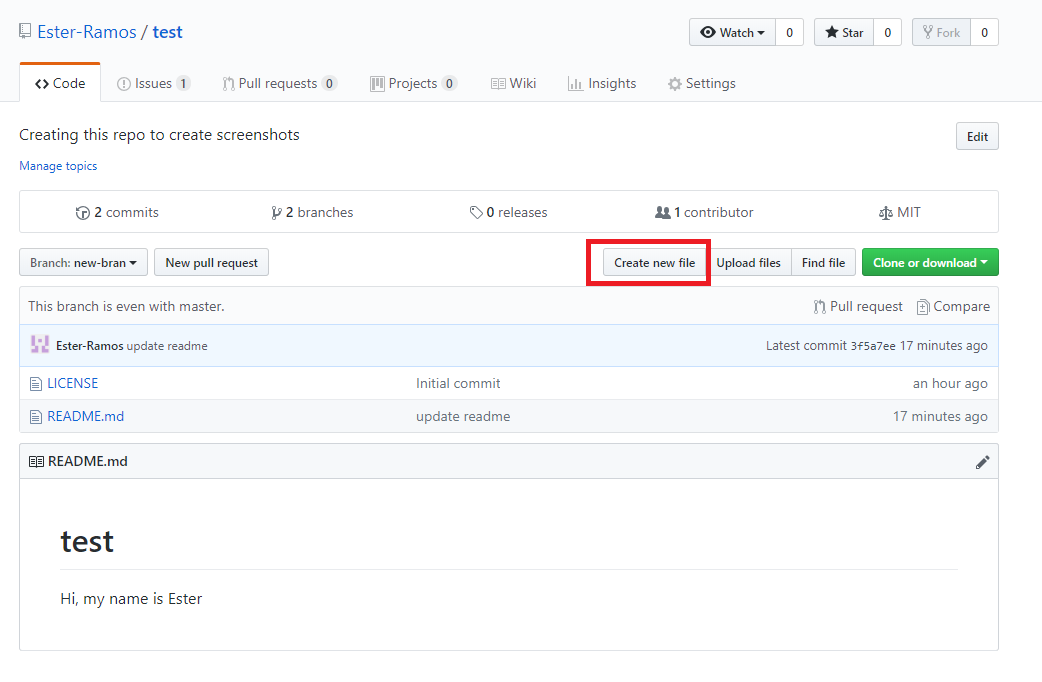 Ester-Ramos / test
Watch 0 Star 0 Fork 0
Code Issues 1 Pull requests 0 Projects 0 Wiki Insights Settings
Creating this repo to create screenshots
Edit
Manage topics
2 commits 2 branches 0 releases 1 contributor MIT
Branch: new-bran New pull request Create new file Upload files Find file Clone or download
This branch is even with master. Pull request Compare
Ester-Ramos update readme Latest commit 3f5a7ee 17 minutes ago
LICENSE Initial commit an hour ago
README.md update readme 17 minutes ago
README.md
test
Hi, my name is Ester